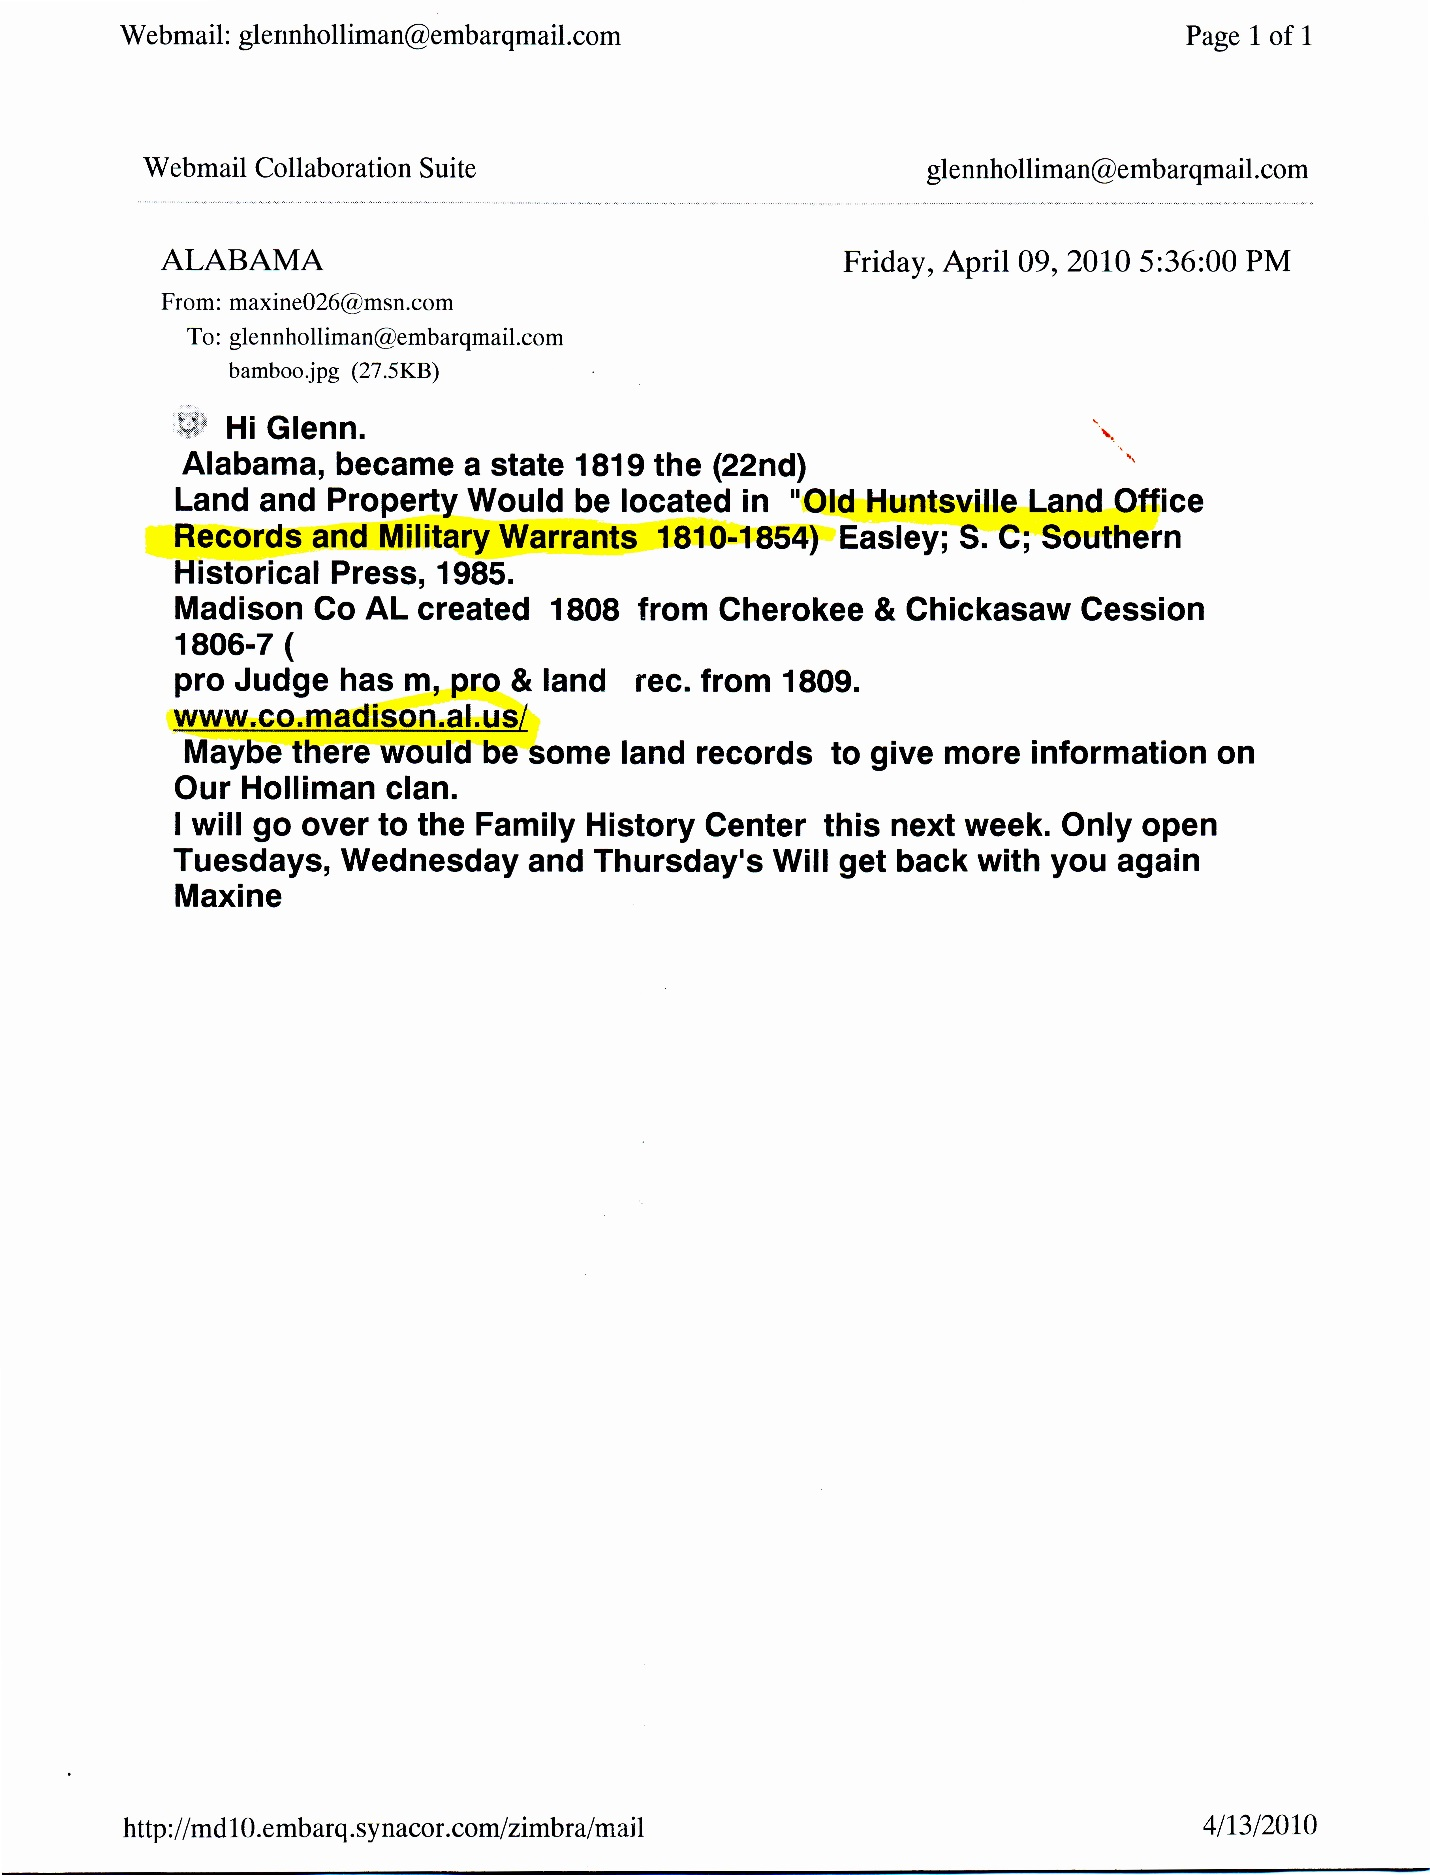 Webmail: glennholliman@embarqmail.com Page 1 of 1
Webmail Collaboration Suite glennholliman@embarqmail.com
ALABAMA Friday, April 09, 2010 5:36:00 PM
From: maxine026@msn.com
To: glennholliman@embarqmail.com
bamboo.jpg (27.5KB)
Hi Glenn.
Alabama, became a state 1819 the (22nd)
Land and Property Would be located in "Old Huntsville Land Office
Records and Military Warrants 1810-1854) Easley; S. C; Southern
Historical Press, 1985.
Madison Co AL created 1808 from Cherokee & Chickasaw Cession
1806-7 (
pro Judge has m, pro & land rec. from 1809.
www.co.madison.al.us/
Maybe there would be some land records to give more information on
Our Holliman clan.
I will go over to the Family History Center this next week. Only open
Tuesdays, Wednesday and Thursday's Will get back with you again
Maxine
http://md10.embarq.synacor.com/zimbra/mail 4/13/2010